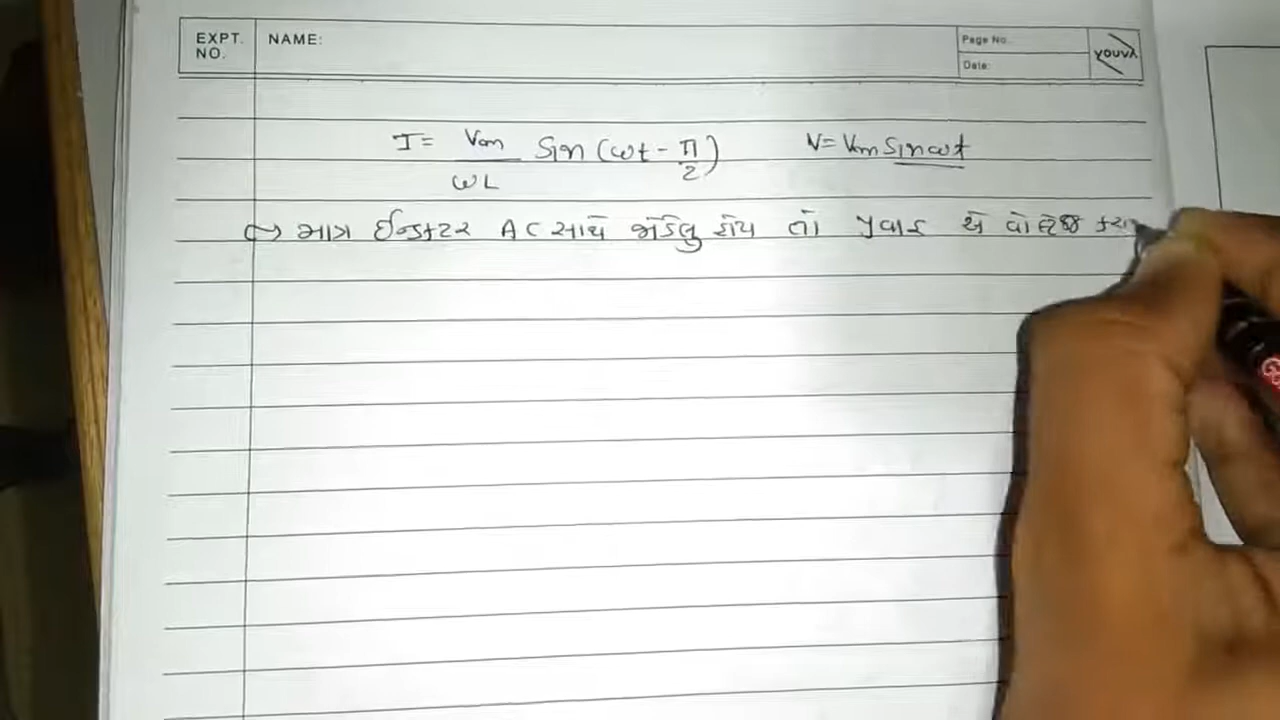 EXPT. NO. NAME: Page No.
Date: YOUVA
I = Vm/ωL Sin (ωt - π/2) V = Vm Sinωt
→ માત્ર ઈન્ડક્ટર AC સાથે જોડેલુ હોય તો પ્રવાહ એ વોલ્ટેજ કરતા